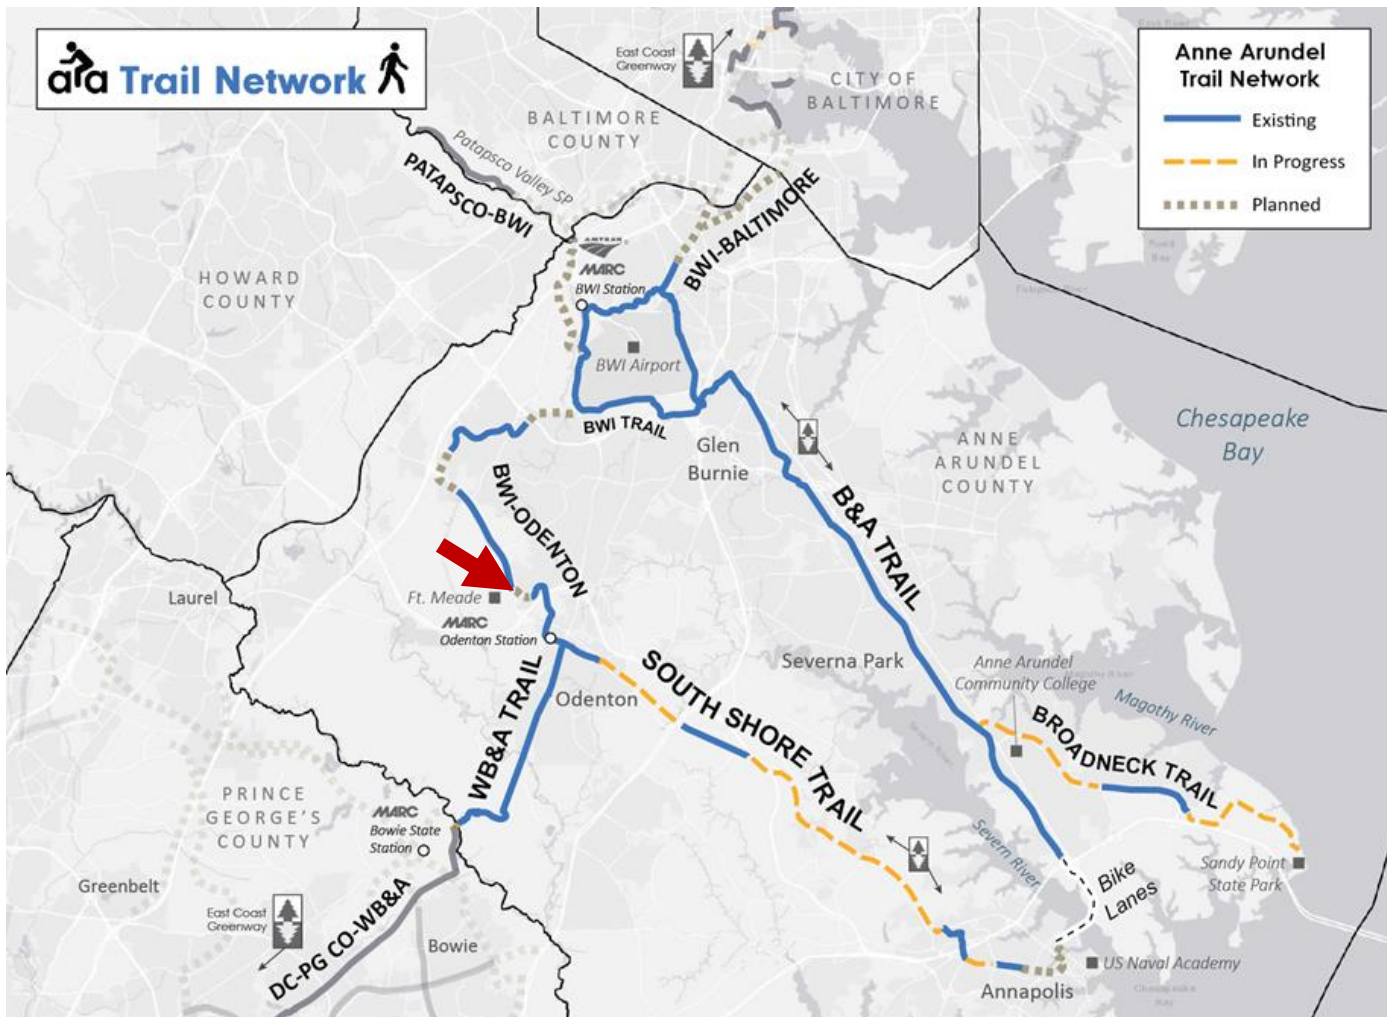 ara Trail Network
Anne Arundel
Trail Network
Existing
In Progress
Planned
East Coast
Greenway
CITY OF
BALTIMORE
BALTIMORE
COUNTY
Patapsco Valley SP
PATAPSCO-BWI
BWI-BALTIMORE
AMTRAK
MARC
BWI Station
HOWARD
COUNTY
BWI Airport
BWI TRAIL
Glen
Burnie
ANNE
ARUNDEL
COUNTY
Chesapeake
Bay
BWI-ODENTON
B&A TRAIL
Laurel
Ft. Meade
MARC
Odenton Station
Odenton
WB&A TRAIL
SOUTH SHORE TRAIL
Severna Park
Anne Arundel
Community College
Magothy River
Magothy River
BROADNECK TRAIL
PRINCE
GEORGE'S
COUNTY
MARC
Bowie State
Station
Severn River
Bike
Lanes
Sandy Point
State Park
Greenbelt
East Coast
Greenway
DC-PG CO-WB&A
Bowie
US Naval Academy
Annapolis
Chesapeake
Bay